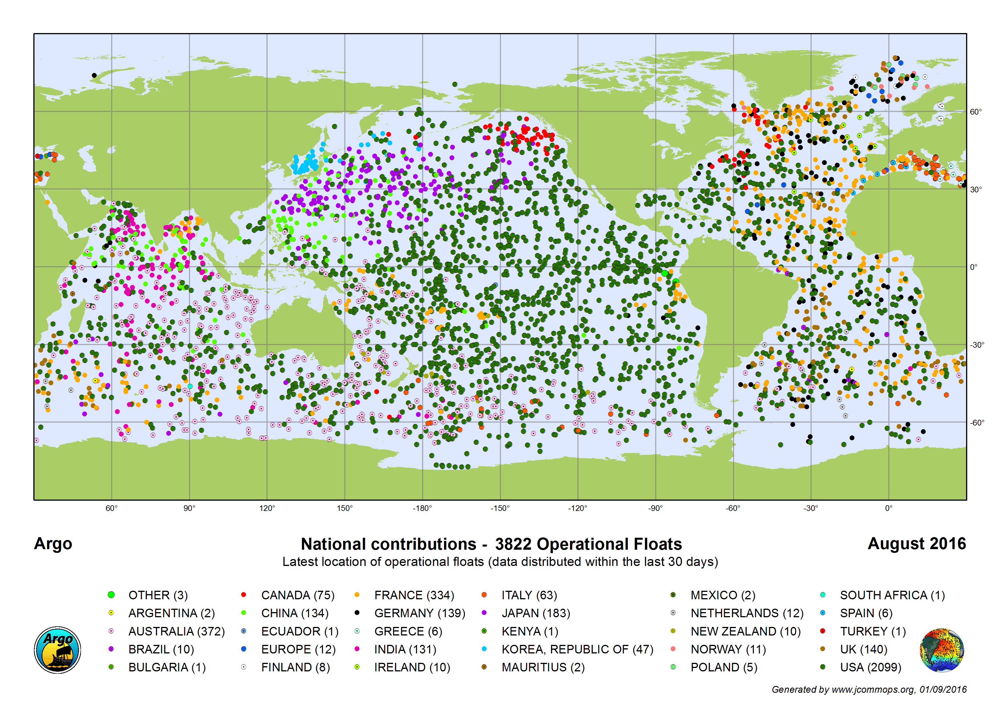 60°
30°
0°
-30°
-60°
60° 90° 120° 150° -180° -150° -120° -90° -60° -30° 0°
Argo National contributions - 3822 Operational Floats August 2016
Latest location of operational floats (data distributed within the last 30 days)
OTHER (3) CANADA (75) FRANCE (334) ITALY (63) MEXICO (2) SOUTH AFRICA (1)
ARGENTINA (2) CHINA (134) GERMANY (139) JAPAN (183) NETHERLANDS (12) SPAIN (6)
AUSTRALIA (372) ECUADOR (1) GREECE (6) KENYA (1) NEW ZEALAND (10) TURKEY (1)
Argo
BRAZIL (10) EUROPE (12) INDIA (131) KOREA, REPUBLIC OF (47) NORWAY (11) UK (140)
BULGARIA (1) FINLAND (8) IRELAND (10) MAURITIUS (2) POLAND (5) USA (2099)
Generated by www.jcommops.org, 01/09/2016